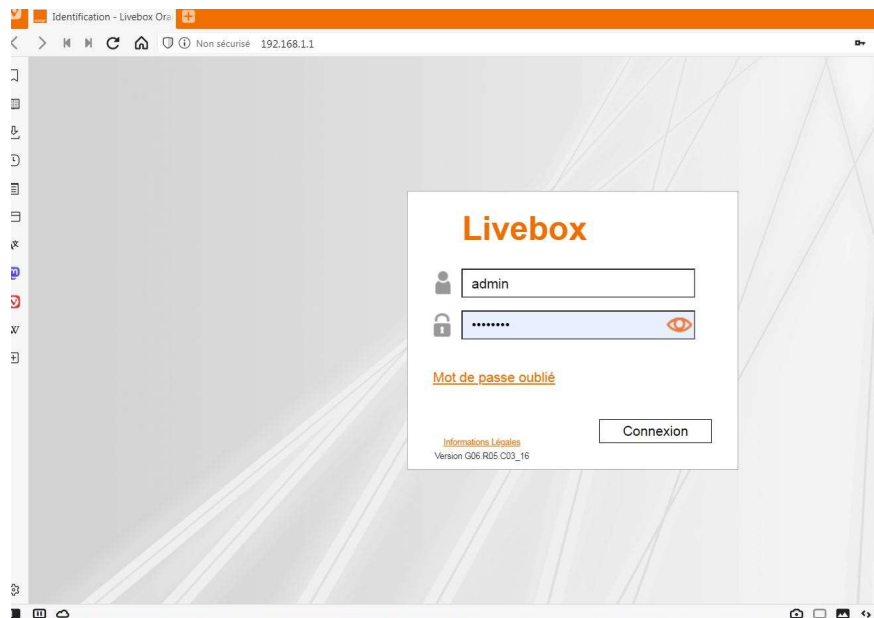 Identification - Livebox Ora
Non sécurisé 192.168.1.1
Livebox
admin
••••••••
Mot de passe oublié
Connexion
Informations Légales
Version G06.R05.C03_16